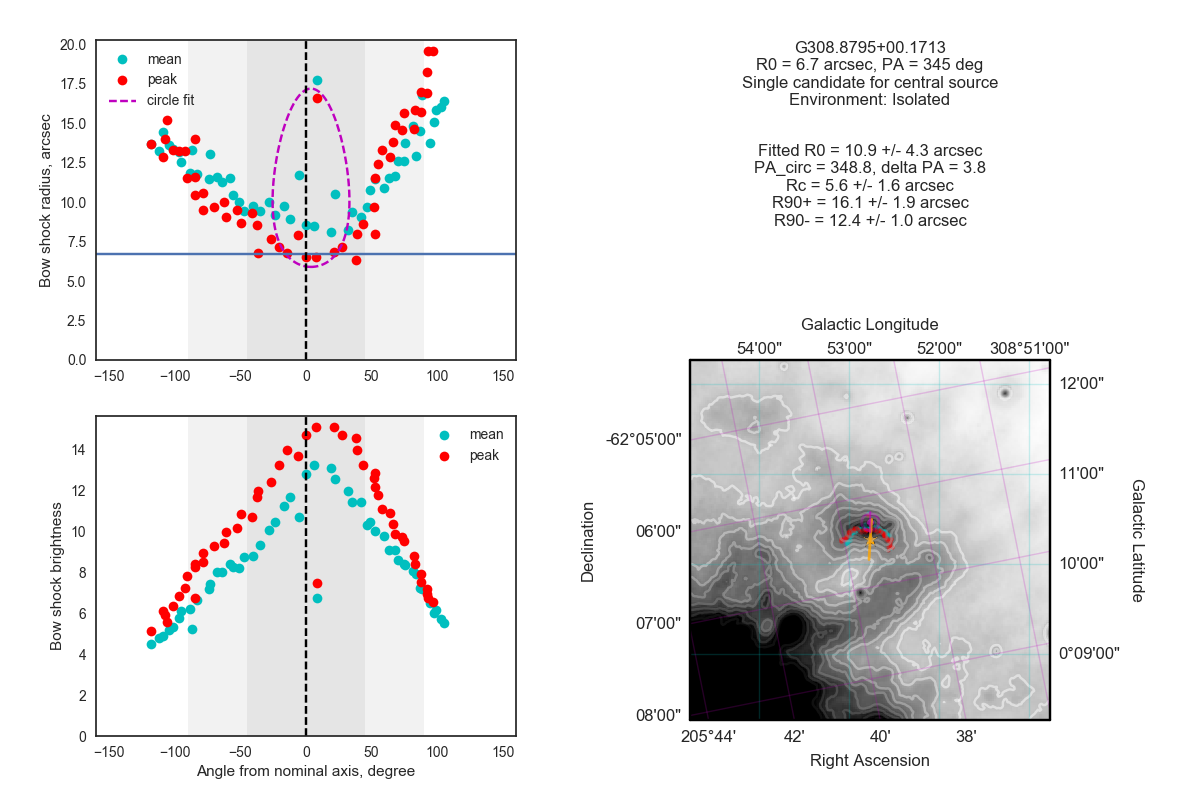 G308.8795+00.1713
R0 = 6.7 arcsec, PA = 345 deg
Single candidate for central source
Environment: Isolated
Fitted R0 = 10.9 +/- 4.3 arcsec
PA_circ = 348.8, delta PA = 3.8
Rc = 5.6 +/- 1.6 arcsec
R90+ = 16.1 +/- 1.9 arcsec
R90- = 12.4 +/- 1.0 arcsec
Bow shock radius, arcsec
20.0
17.5
15.0
12.5
10.0
7.5
5.0
2.5
0.0
mean
peak
circle fit
−150 −100 −50 0 50 100 150
Bow shock brightness
14
12
10
8
6
4
2
0
mean
peak
−150 −100 −50 0 50 100 150
Angle from nominal axis, degree
Galactic Longitude
54'00" 53'00" 52'00" 308°51'00"
12'00"
11'00"
10'00"
0°09'00"
Galactic Latitude
Declination
-62°05'00"
06'00"
07'00"
08'00"
205°44' 42' 40' 38'
Right Ascension